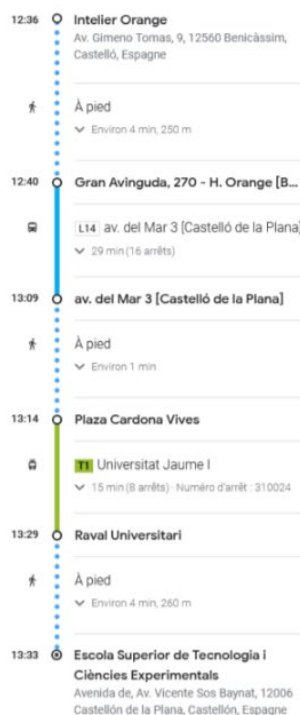 12:36 Intelier Orange
Av. Gimeno Tomas, 9, 12560 Benicàssim,
Castelló, Espagne
À pied
Environ 4 min, 250 m
12:40 Gran Avinguda, 270 - H. Orange [B...
L14 av. del Mar 3 [Castelló de la Plana]
29 min (16 arrêts)
13:09 av. del Mar 3 [Castelló de la Plana]
À pied
Environ 1 min
13:14 Plaza Cardona Vives
T1 Universitat Jaume I
15 min (8 arrêts) · Numéro d'arrêt : 310024
13:29 Raval Universitari
À pied
Environ 4 min, 260 m
13:33 Escola Superior de Tecnologia i
Ciències Experimentals
Avenida de, Av. Vicente Sos Baynat, 12006
Castellón de la Plana, Castellón, Espagne